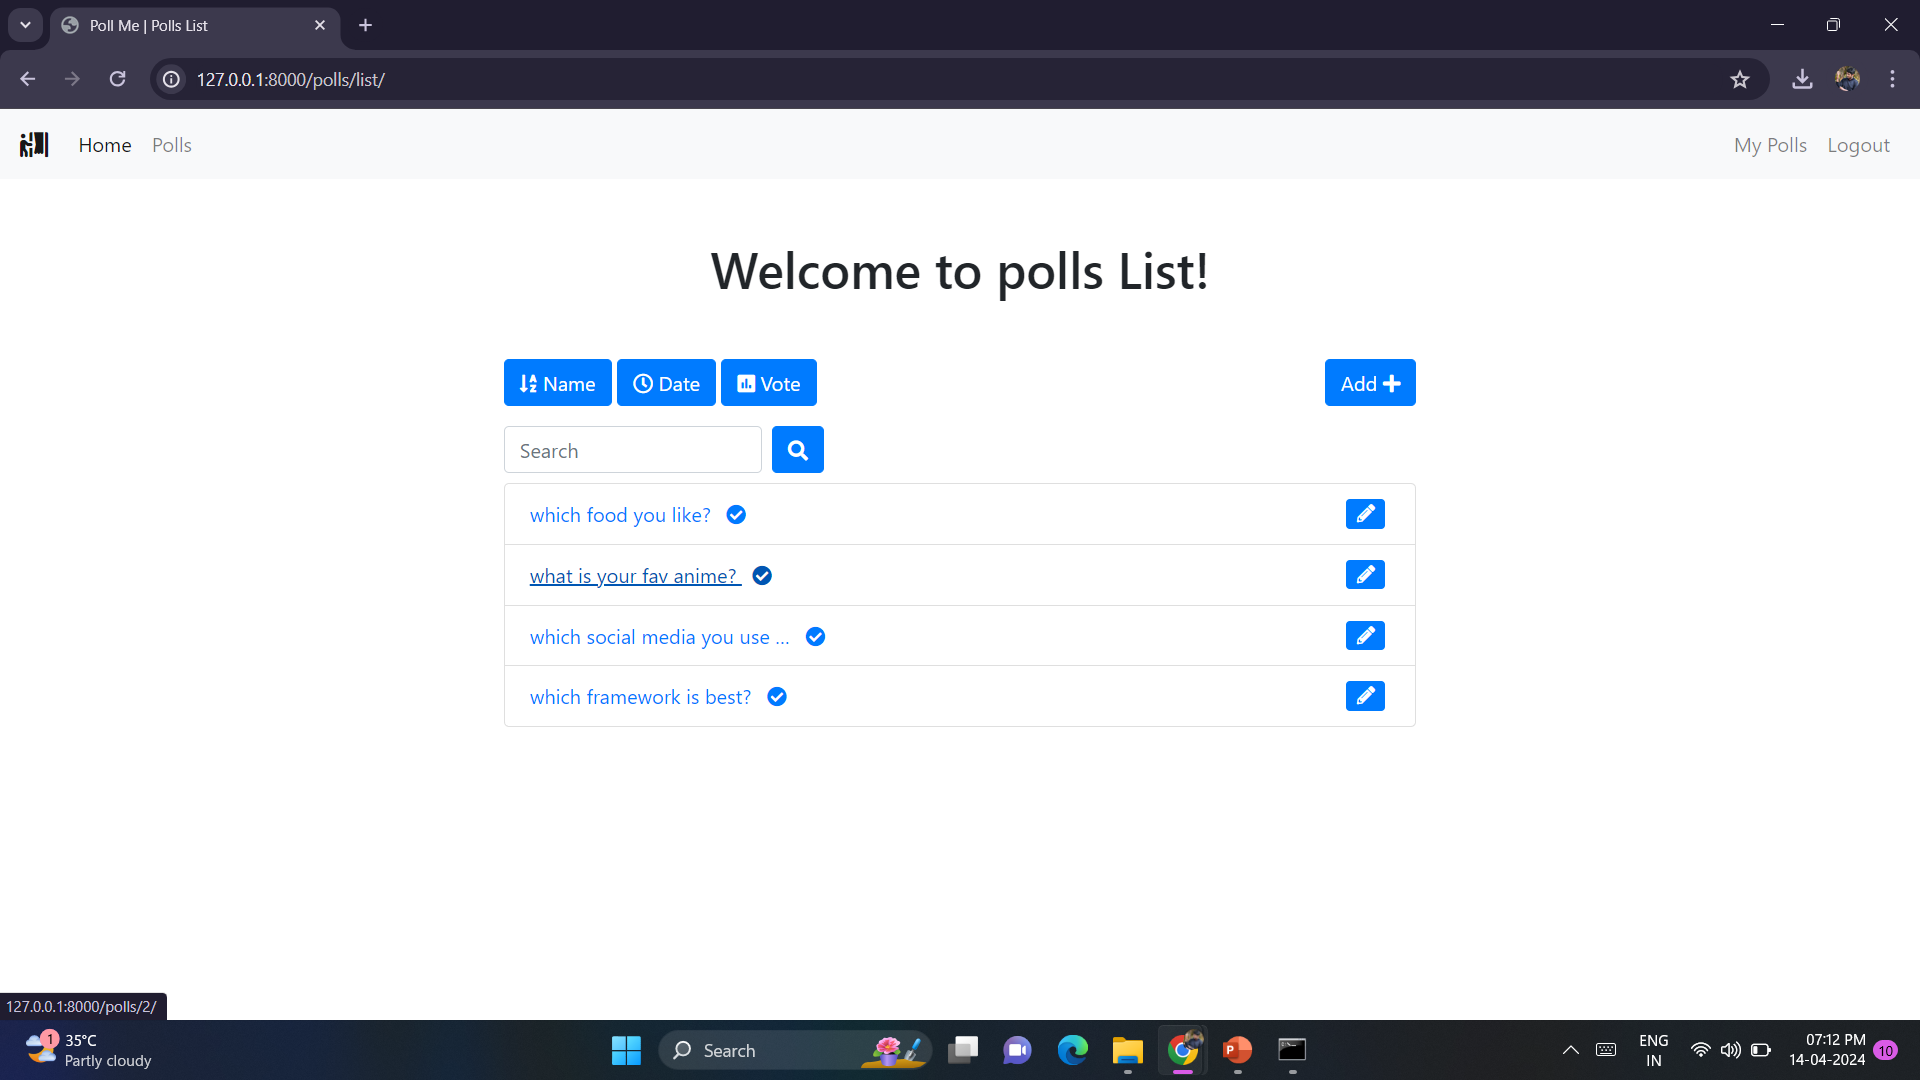 Poll Me | Polls List
127.0.0.1:8000/polls/list/
Home Polls My Polls Logout
Welcome to polls List!
Name Date Vote Add
Search
which food you like?
what is your fav anime?
which social media you use ...
which framework is best?
127.0.0.1:8000/polls/2/
1 35°C
Partly cloudy
Search
ENG
IN
07:12 PM
14-04-2024
10